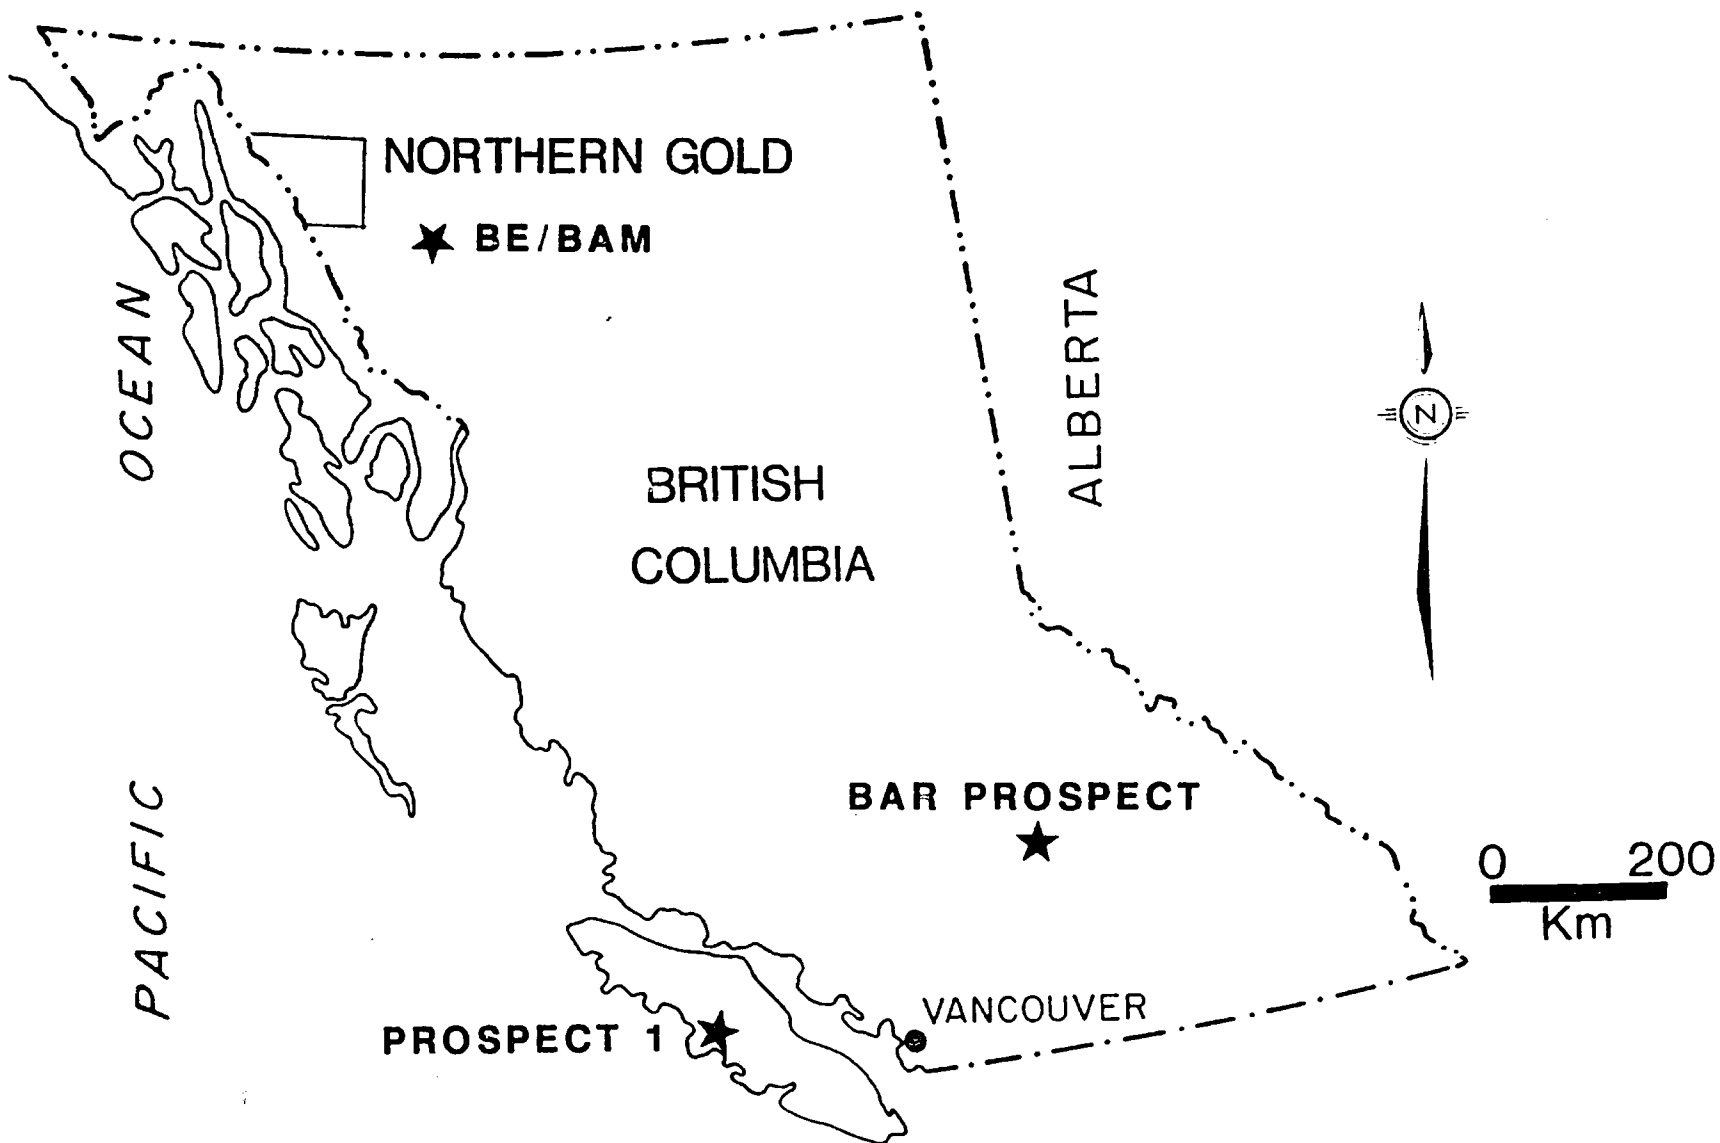 NORTHERN GOLD
BE/BAM
OCEAN
ALBERTA
N
BRITISH
COLUMBIA
BAR PROSPECT
PACIFIC
0 200
Km
VANCOUVER
PROSPECT 1